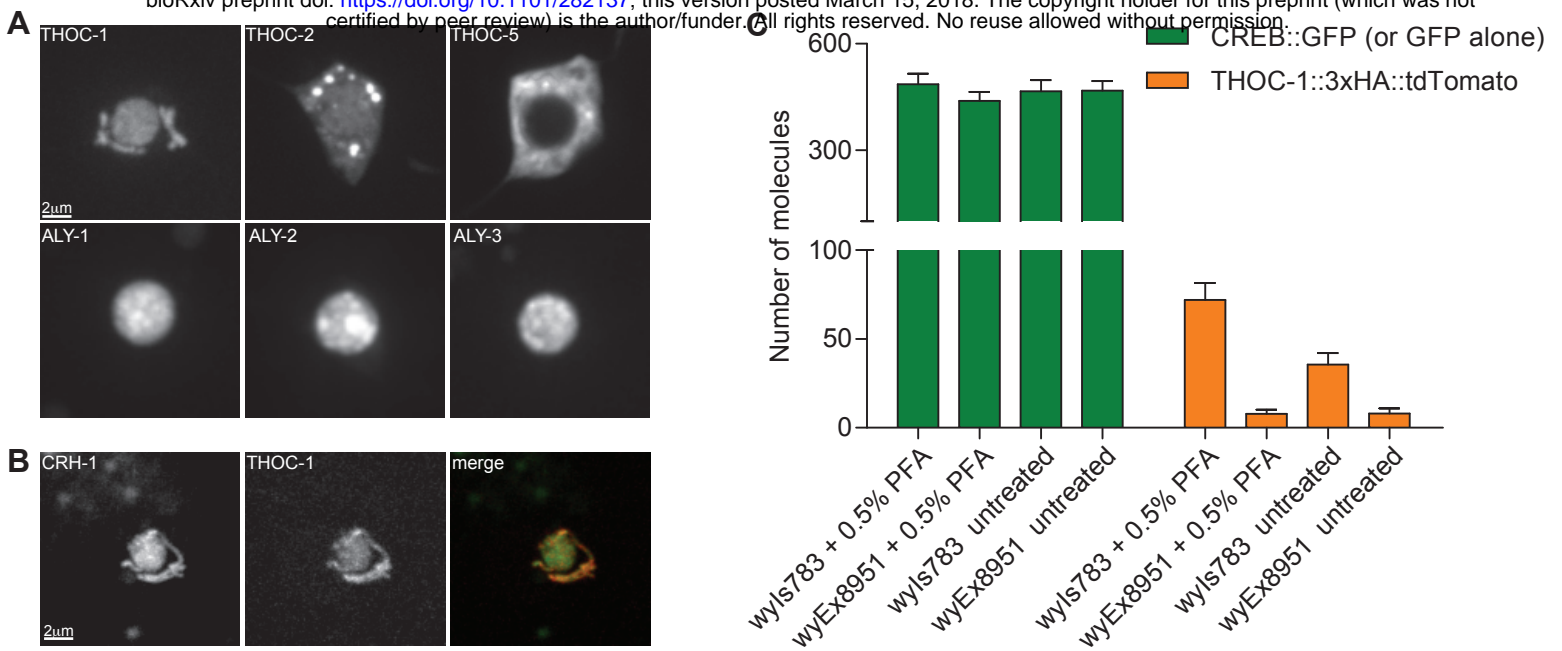 bioRxiv preprint doi: https://doi.org/10.1101/282137; this version posted March 15, 2018. The copyright holder for this preprint (which was not
certified by peer review) is the author/funder. All rights reserved. No reuse allowed without permission.
A
THOC-1
THOC-2
THOC-5
2μm
ALY-1
ALY-2
ALY-3
B
CRH-1
THOC-1
merge
2μm
C
CREB::GFP (or GFP alone)
THOC-1::3xHA::tdTomato
Number of molecules
600
300
100
50
0
wyIs783 + 0.5% PFA
wyEx8951 + 0.5% PFA
wyIs783 untreated
wyEx8951 untreated
wyIs783 + 0.5% PFA
wyEx8951 + 0.5% PFA
wyIs783 untreated
wyEx8951 untreated